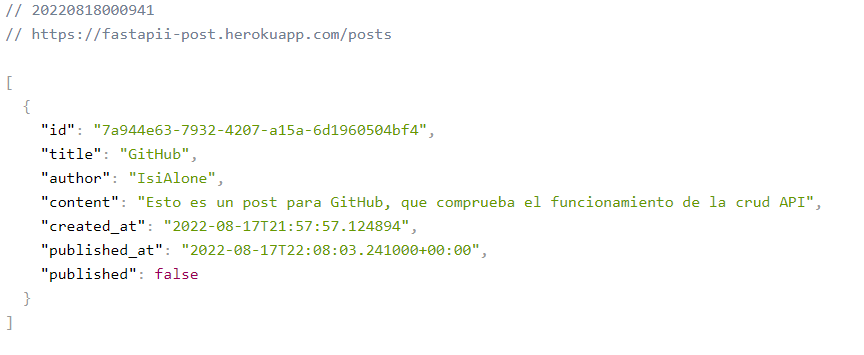 // 20220818000941
// https://fastapii-post.herokuapp.com/posts
[
{
"id": "7a944e63-7932-4207-a15a-6d1960504bf4",
"title": "GitHub",
"author": "IsiAlone",
"content": "Esto es un post para GitHub, que comprueba el funcionamiento de la crud API",
"created_at": "2022-08-17T21:57:57.124894",
"published_at": "2022-08-17T22:08:03.241000+00:00",
"published": false
}
]